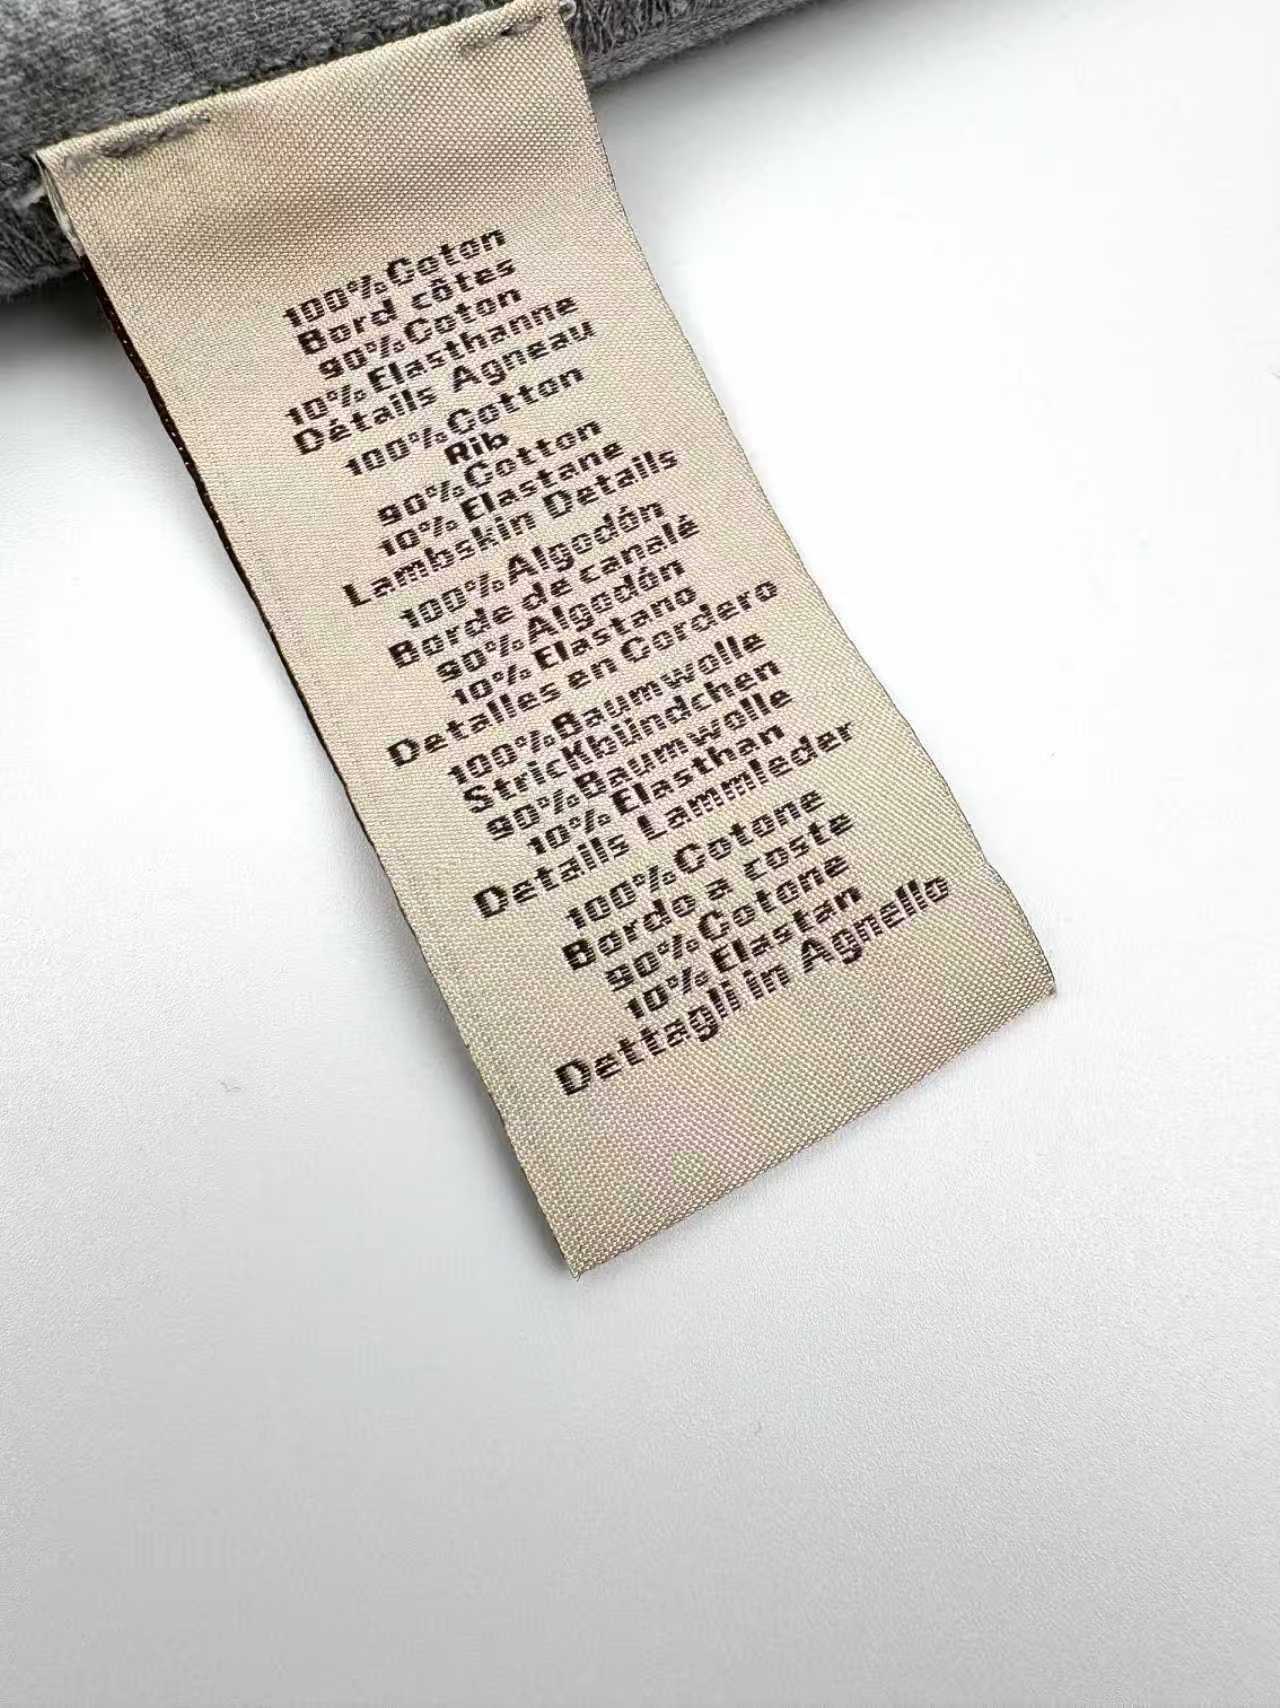 100%Coton
Bord côtes
90%Coton
10%Elasthanne
Détails Agneau
100%Cotton
Rib
90%Cotton
10%Elastane
Lambskin Details
100%Algodón
Borde de canalé
90%Algodón
10%Elastano
Detalles en Cordero
100%Baumwolle
StricKbündchen
90%Baumwolle
10%Elasthan
Details Lammleder
100%Cotone
Bordo a coste
90%Cotone
10%Elastan
Dettagli in Agnello